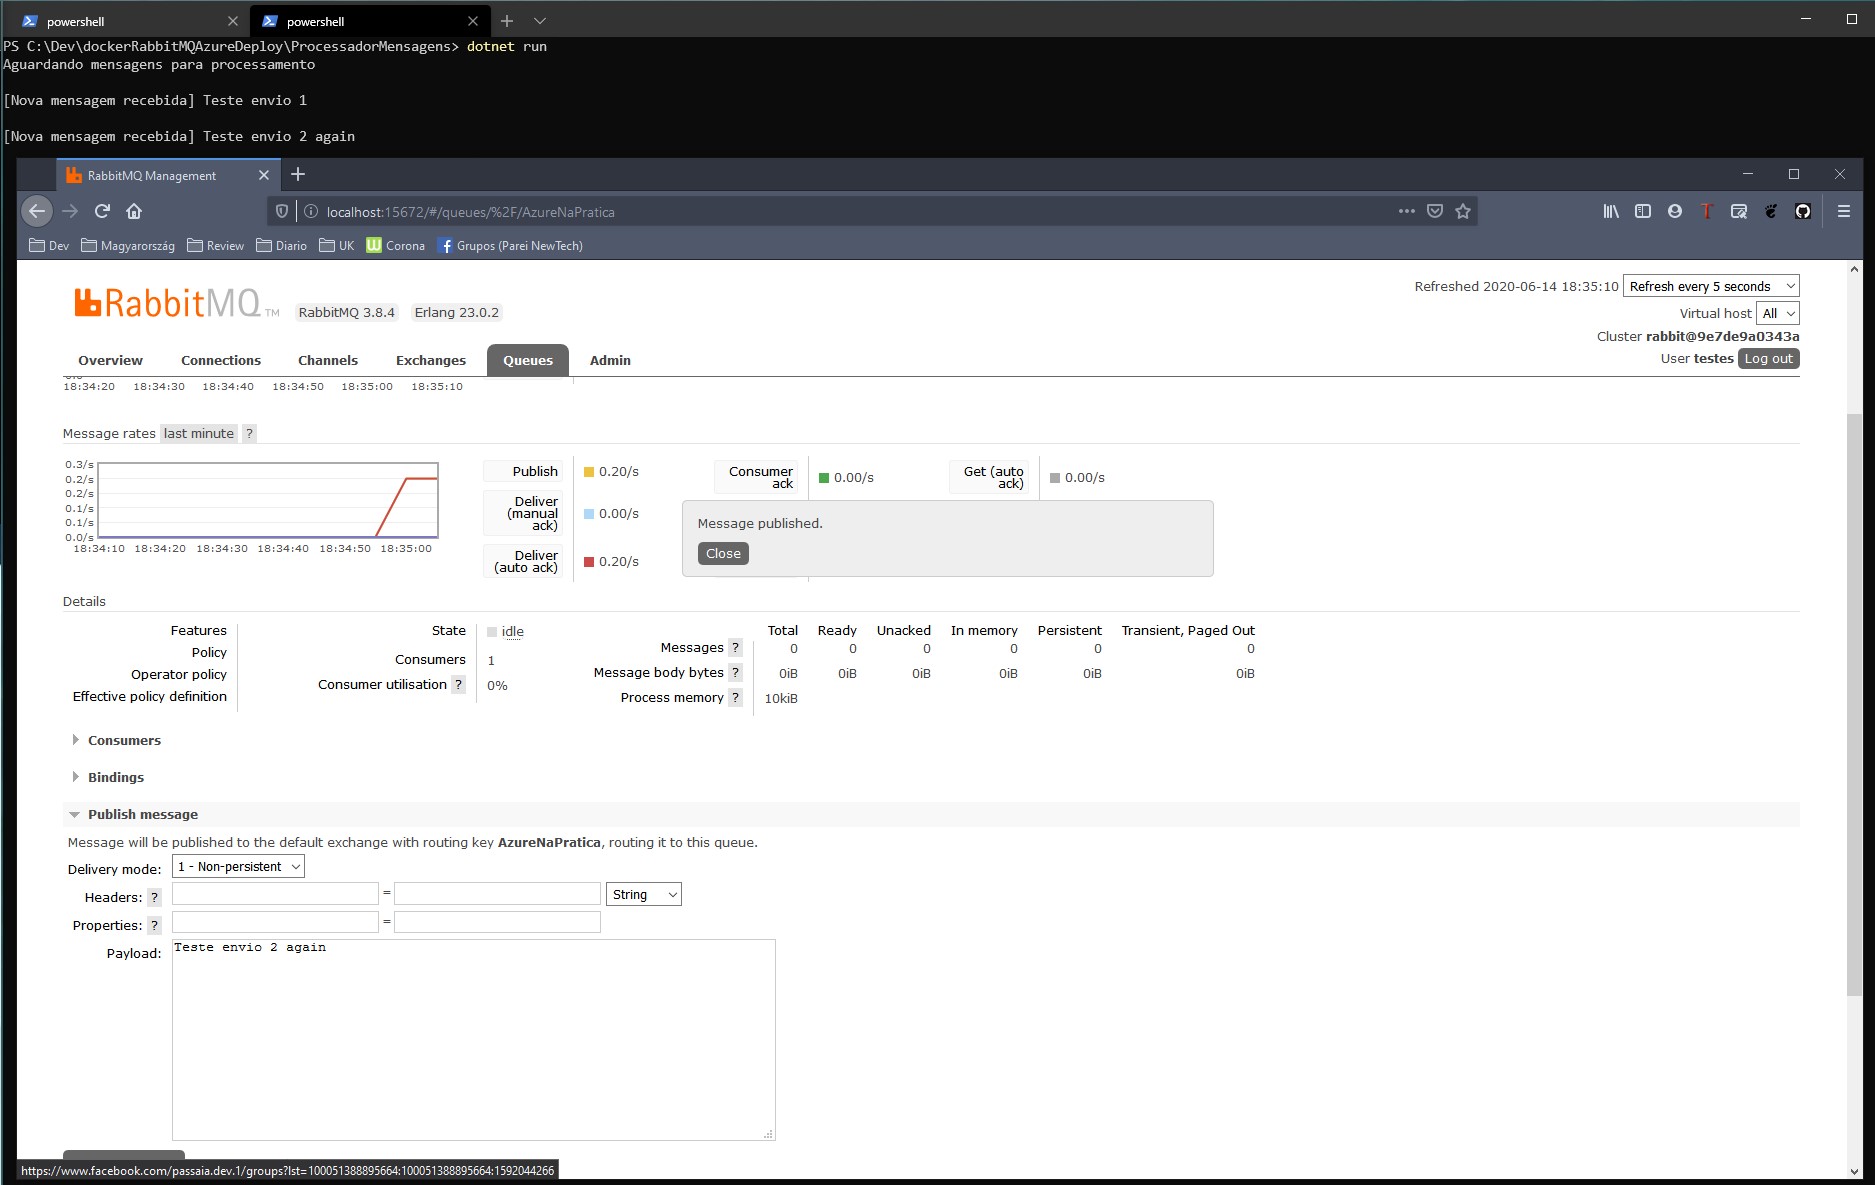 powershell
powershell
PS C:\Dev\dockerRabbitMQAzureDeploy\ProcessadorMensagens> dotnet run
Aguardando mensagens para processamento
[Nova mensagem recebida] Teste envio 1
[Nova mensagem recebida] Teste envio 2 again
RabbitMQ Management
localhost:15672/#/queues/%2F/AzureNaPratica
Dev Magyarország Review Diario UK Corona Grupos (Parei NewTech)
RabbitMQ TM RabbitMQ 3.8.4 Erlang 23.0.2
Refreshed 2020-06-14 18:35:10 Refresh every 5 seconds
Virtual host All
Cluster rabbit@9e7de9a0343a
User testes Log out
Overview Connections Channels Exchanges Queues Admin
18:34:20 18:34:30 18:34:40 18:34:50 18:35:00 18:35:10
Message rates last minute ?
0.3/s
0.2/s
0.2/s
0.1/s
0.1/s
0.0/s
18:34:10 18:34:20 18:34:30 18:34:40 18:34:50 18:35:00
Publish 0.20/s
Deliver (manual ack) 0.00/s
Deliver (auto ack) 0.20/s
Consumer ack 0.00/s
Get (auto ack) 0.00/s
Message published.
Close
Details
Features
Policy
Operator policy
Effective policy definition
State idle
Consumers 1
Consumer utilisation ? 0%
Total Ready Unacked In memory Persistent Transient, Paged Out
Messages ? 0 0 0 0 0 0
Message body bytes ? 0iB 0iB 0iB 0iB 0iB 0iB
Process memory ? 10kiB
Consumers
Bindings
Publish message
Message will be published to the default exchange with routing key AzureNaPratica, routing it to this queue.
Delivery mode: 1 - Non-persistent
Headers: ? = String
Properties: ? =
Payload: Teste envio 2 again
https://www.facebook.com/passaia.dev.1/groups?lst=100051388895664:100051388895664:1592044266